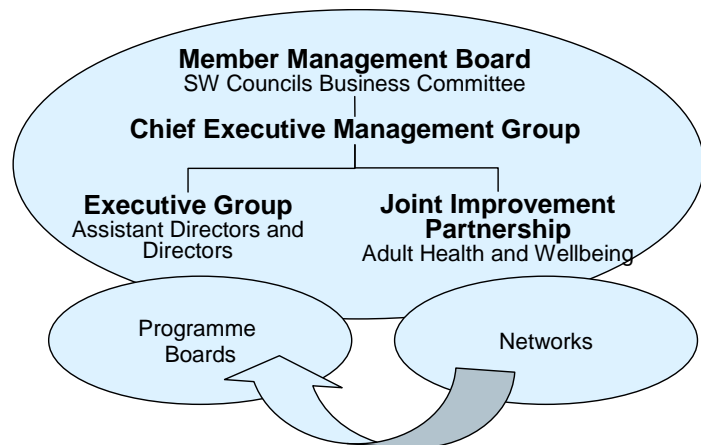 Member Management Board
SW Councils Business Committee
Chief Executive Management Group
Executive Group
Assistant Directors and
Directors
Joint Improvement
Partnership
Adult Health and Wellbeing
Programme
Boards
Networks